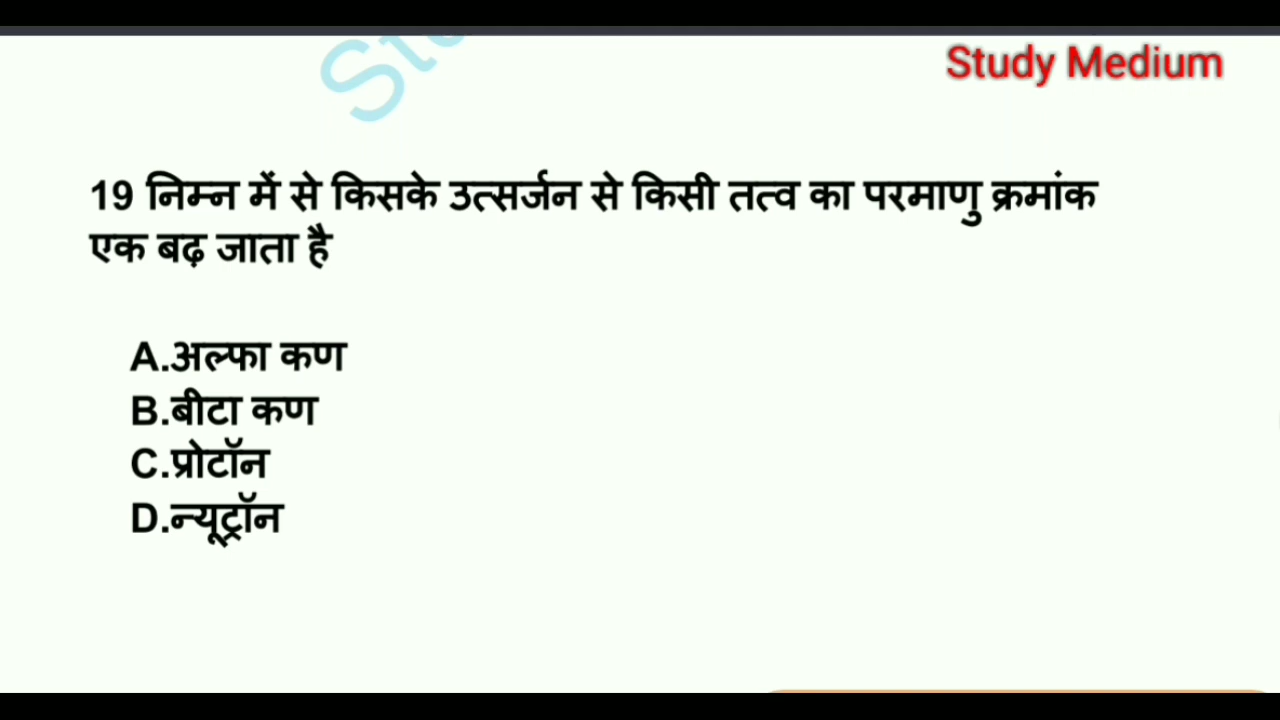 Study Medium
19 निम्न में से किसके उत्सर्जन से किसी तत्व का परमाणु क्रमांक
एक बढ़ जाता है
A.अल्फा कण
B.बीटा कण
C.प्रोटॉन
D.न्यूट्रॉन